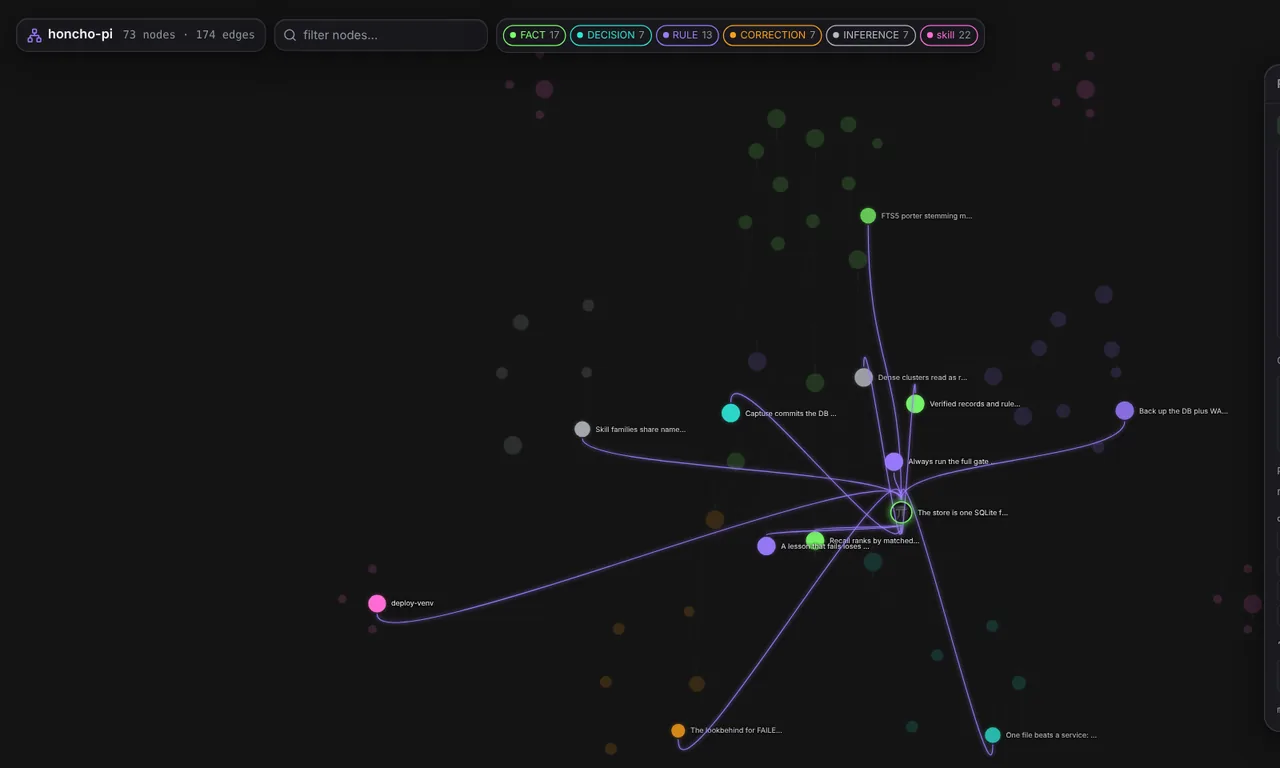 honcho-pi 73 nodes · 174 edges
filter nodes...
FACT 17
DECISION 7
RULE 13
CORRECTION 7
INFERENCE 7
skill 22
FTS5 porter stemming m...
Dense clusters read as r...
Verified records and rule...
Capture commits the DB ...
Back up the DB plus WA...
Skill families share name...
Always run the full gate
The store is one SQLite f...
Recall ranks by matched...
A lesson that fails loses ...
deploy-venv
The lookbehind for FAILE...
One file beats a service: ...